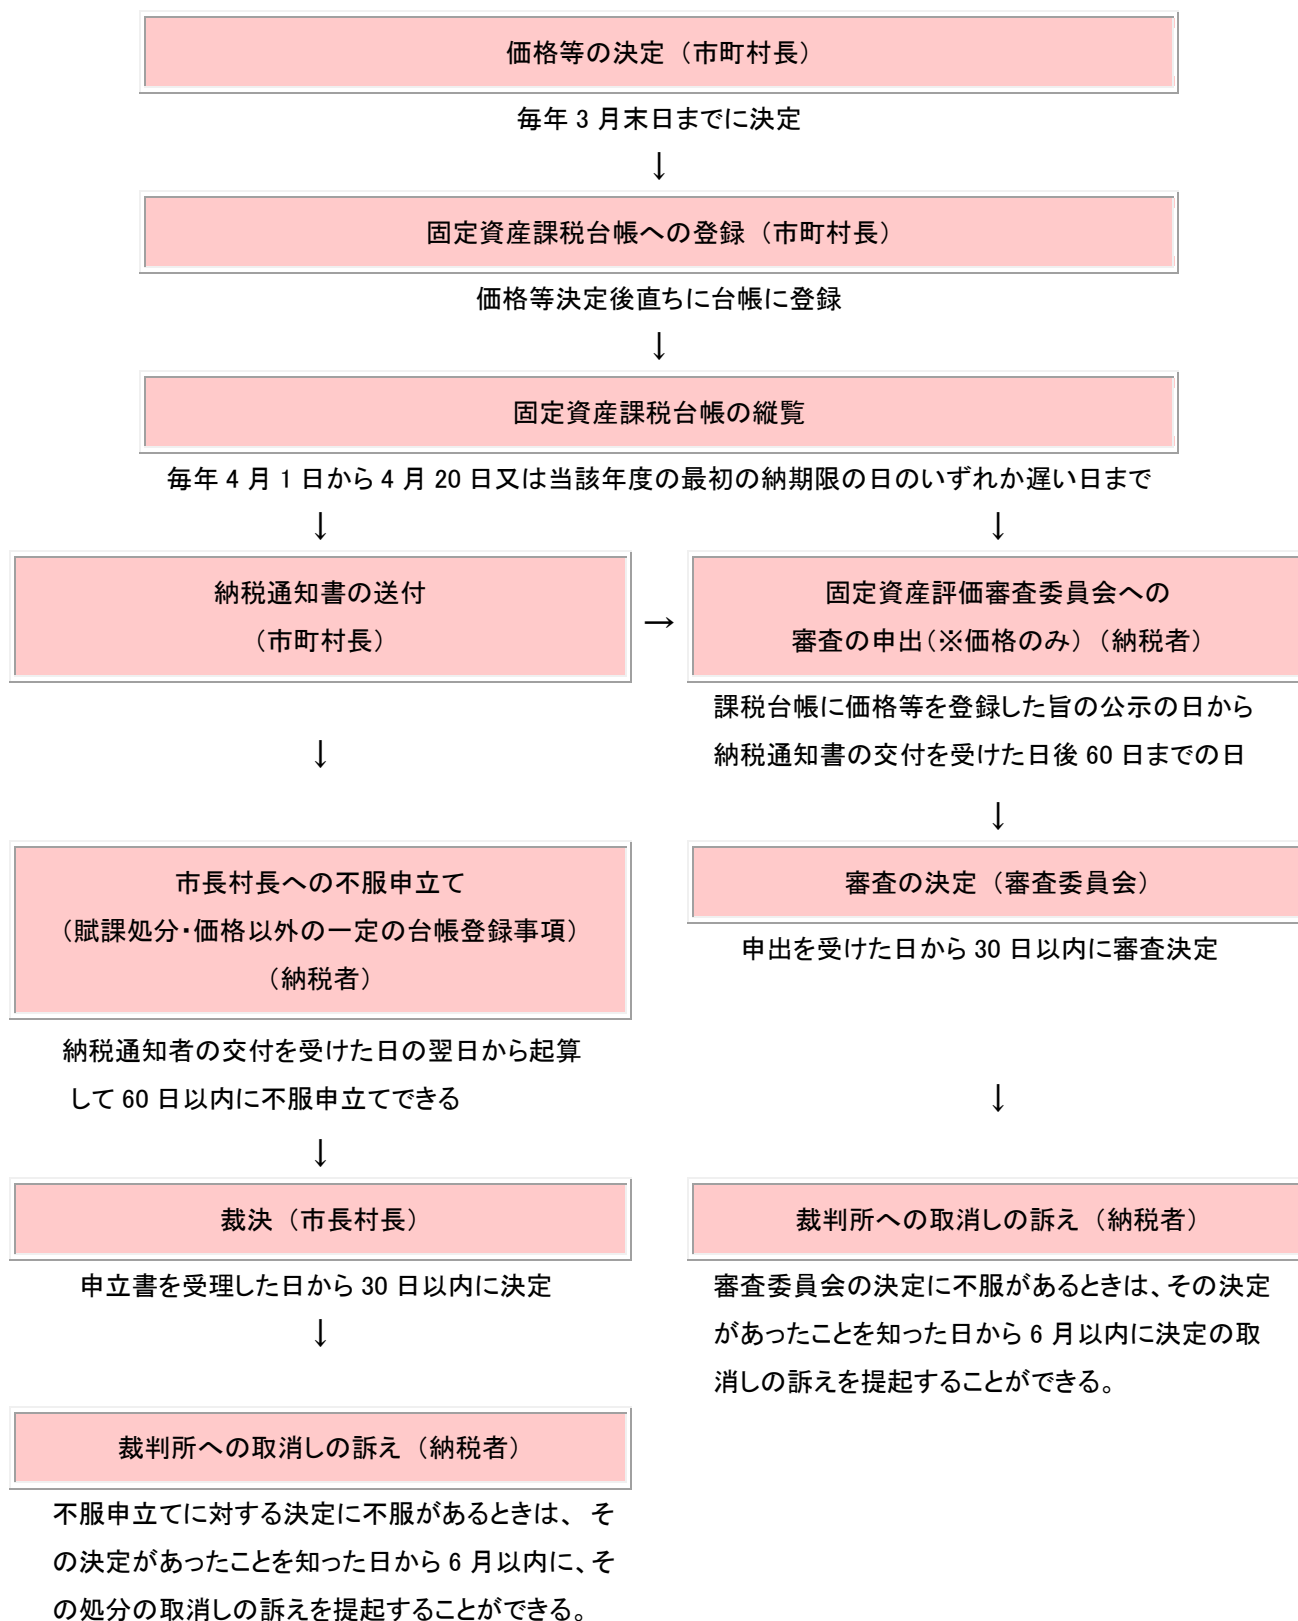 価格等の決定（市町村長）
毎年 3 月末日までに決定
↓
固定資産課税台帳への登録（市町村長）
価格等決定後直ちに台帳に登録
↓
固定資産課税台帳の縦覧
毎年 4 月 1 日から 4 月 20 日又は当該年度の最初の納期限の日のいずれか遅い日まで
↓ ↓
納税通知書の送付
（市町村長）
→
固定資産評価審査委員会への
審査の申出（※価格のみ）（納税者）
課税台帳に価格等を登録した旨の公示の日から
納税通知書の交付を受けた日後 60 日までの日
↓
↓
市長村長への不服申立て
（賦課処分・価格以外の一定の台帳登録事項）
（納税者）
審査の決定（審査委員会）
申出を受けた日から 30 日以内に審査決定
納税通知者の交付を受けた日の翌日から起算
して 60 日以内に不服申立てできる
↓
↓
裁決（市長村長）
申立書を受理した日から 30 日以内に決定
↓
裁判所への取消しの訴え（納税者）
審査委員会の決定に不服があるときは、その決定
があったことを知った日から 6 月以内に決定の取
消しの訴えを提起することができる。
裁判所への取消しの訴え（納税者）
不服申立てに対する決定に不服があるときは、 そ
の決定があったことを知った日から 6 月以内に、そ
の処分の取消しの訴えを提起することができる。